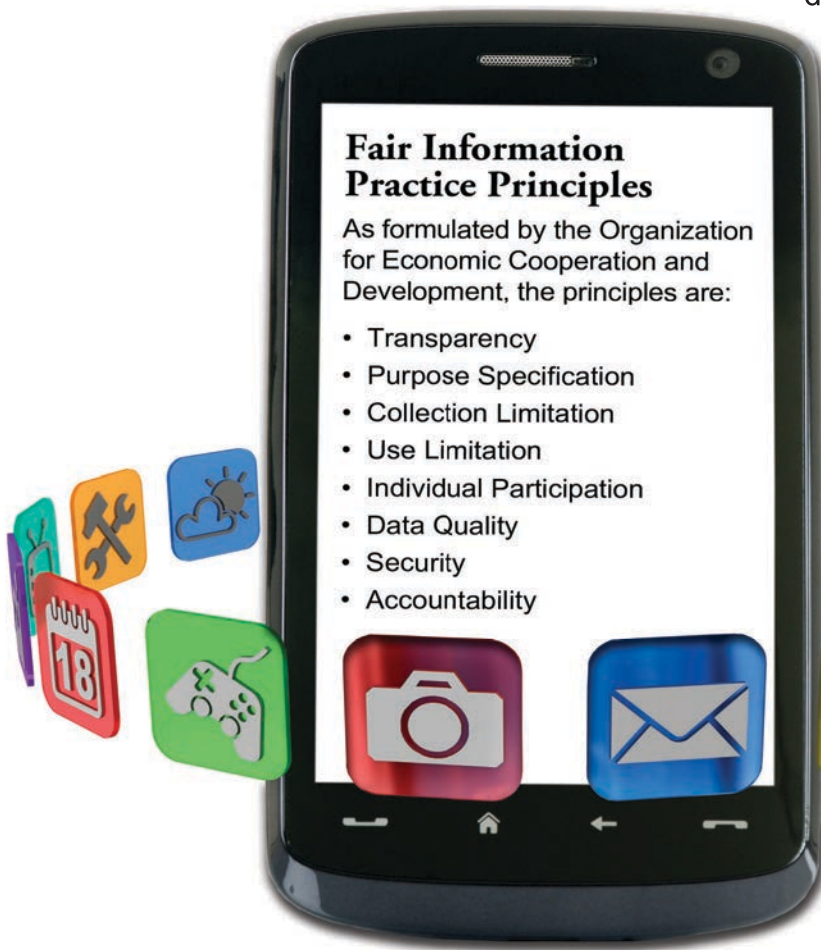 Fair Information
Practice Principles
As formulated by the Organization
for Economic Cooperation and
Development, the principles are:
• Transparency
• Purpose Specification
• Collection Limitation
• Use Limitation
• Individual Participation
• Data Quality
• Security
• Accountability
18